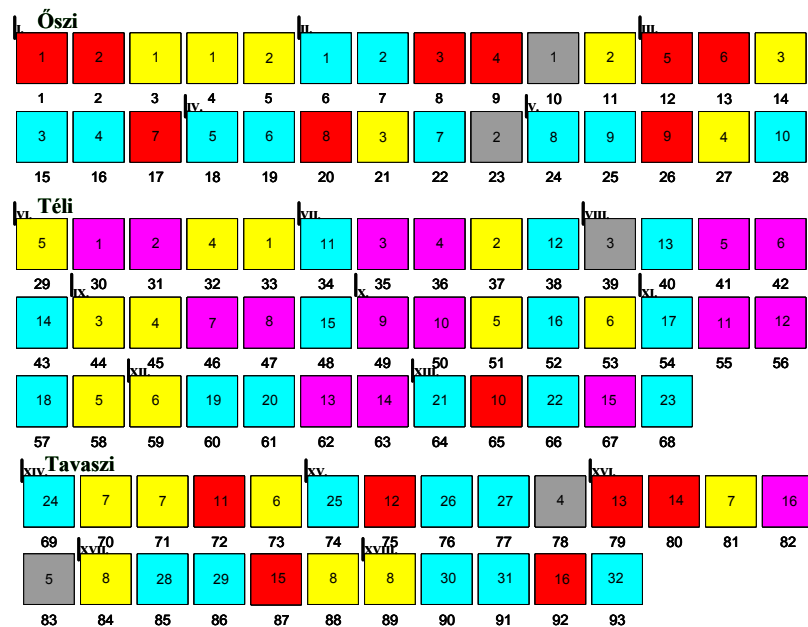 I. Őszi II. III.
1 2 1 1 2 1 2 3 4 1 2 5 6 3
1 2 3 4 5 6 7 8 9 10 11 12 13 14
IV. V.
3 4 7 5 6 8 3 7 2 8 9 9 4 10
15 16 17 18 19 20 21 22 23 24 25 26 27 28
VI. Téli VII. VIII.
5 1 2 4 1 11 3 4 2 12 3 13 5 6
29 30 31 32 33 34 35 36 37 38 39 40 41 42
IX. X. XI.
14 3 4 7 8 15 9 10 5 16 6 17 11 12
43 44 45 46 47 48 49 50 51 52 53 54 55 56
XII. XIII.
18 5 6 19 20 13 14 21 10 22 15 23
57 58 59 60 61 62 63 64 65 66 67 68
XIV. Tavaszi XV. XVI.
24 7 7 11 6 25 12 26 27 4 13 14 7 16
69 70 71 72 73 74 75 76 77 78 79 80 81 82
XVII. XVIII.
5 8 28 29 15 8 8 30 31 16 32
83 84 85 86 87 88 89 90 91 92 93